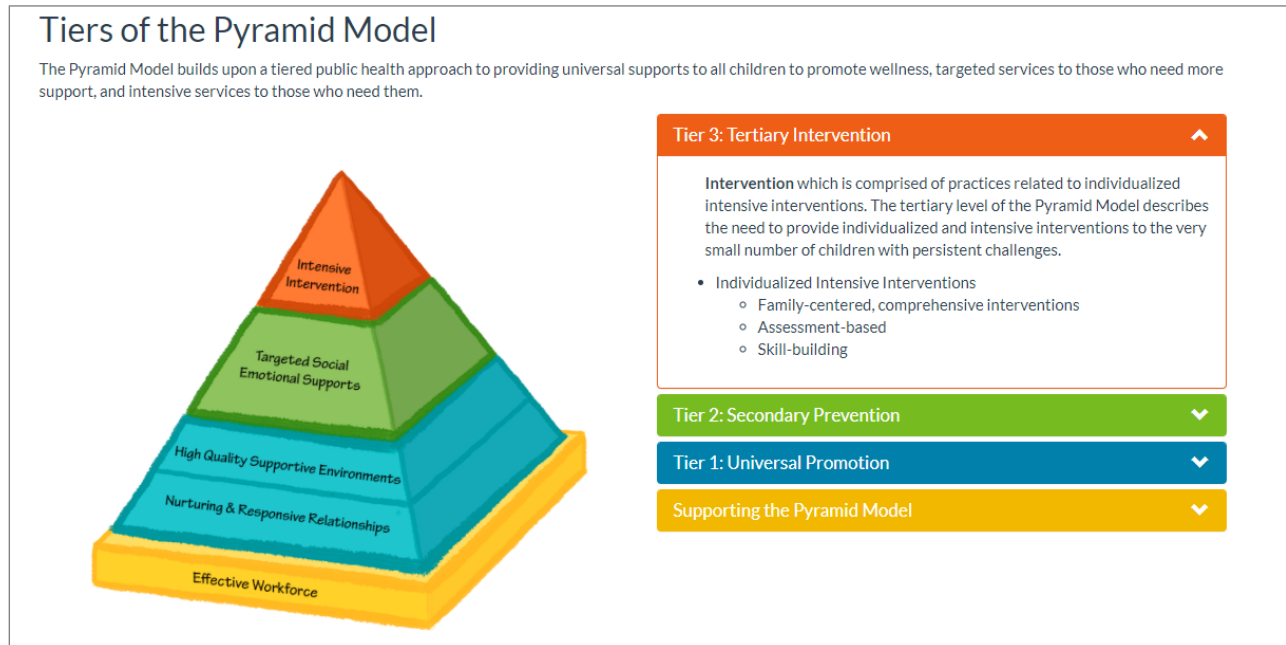 Tiers of the Pyramid Model
The Pyramid Model builds upon a tiered public health approach to providing universal supports to all children to promote wellness, targeted services to those who need more
support, and intensive services to those who need them.
Intensive
Intervention
Targeted Social
Emotional Supports
High Quality Supportive Environments
Nurturing & Responsive Relationships
Effective Workforce
Tier 3: Tertiary Intervention
Intervention which is comprised of practices related to individualized
intensive interventions. The tertiary level of the Pyramid Model describes
the need to provide individualized and intensive interventions to the very
small number of children with persistent challenges.
• Individualized Intensive Interventions
◦ Family-centered, comprehensive interventions
◦ Assessment-based
◦ Skill-building
Tier 2: Secondary Prevention
Tier 1: Universal Promotion
Supporting the Pyramid Model